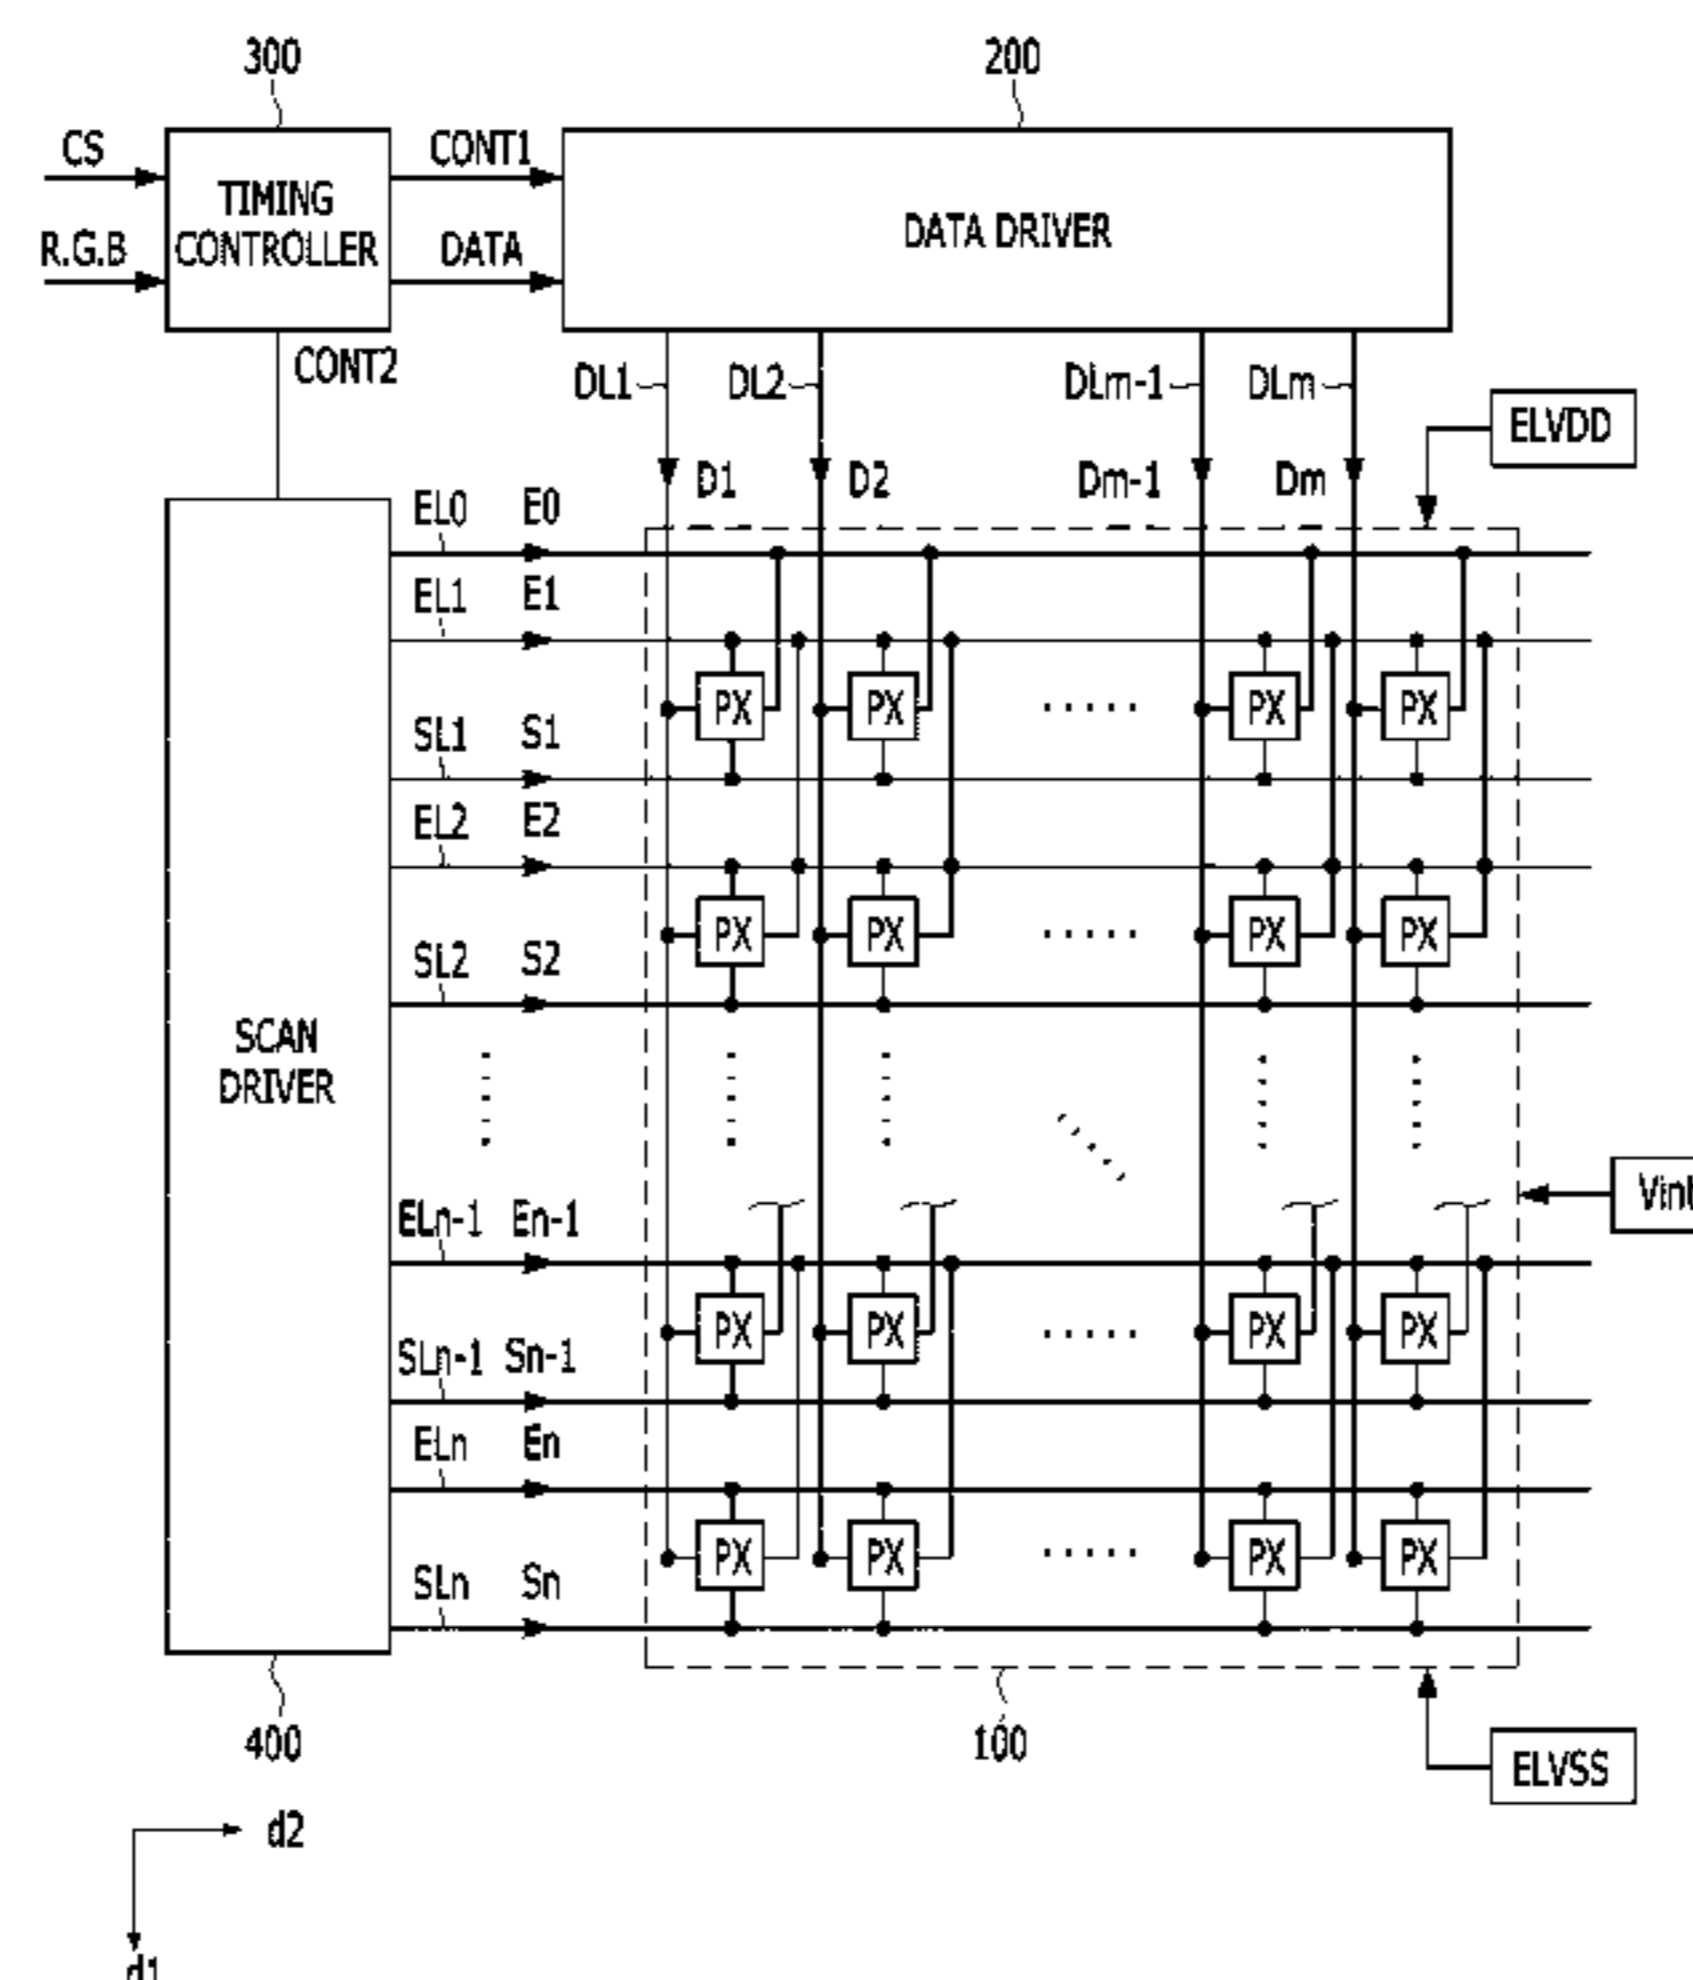 300
200
CS
CONT1
TIMING
CONTROLLER
DATA DRIVER
R.G.B
DATA
CONT2
DL1
DL2
DLm-1
DLm
ELVDD
D1
D2
Dm-1
Dm
EL0 E0
EL1 E1
PX PX PX PX
SL1 S1
EL2 E2
PX PX PX PX
SL2 S2
SCAN
DRIVER
ELn-1 En-1
PX PX PX PX
SLn-1 Sn-1
ELn En
PX PX PX PX
SLn Sn
400
100
ELVSS
d2
d1